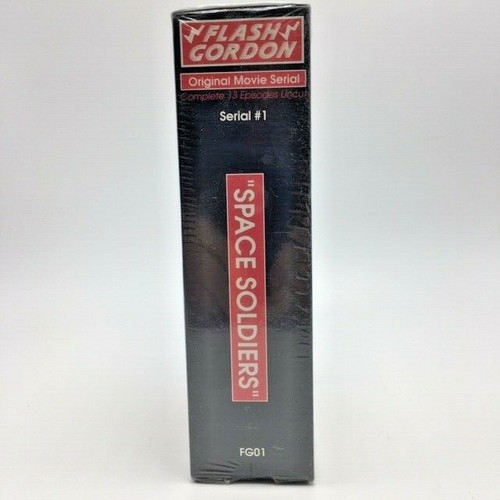 FLASH
GORDON
Original Movie Serial
Complete 13 Episodes Uncut
Serial #1
"SPACE SOLDIERS"
FG01